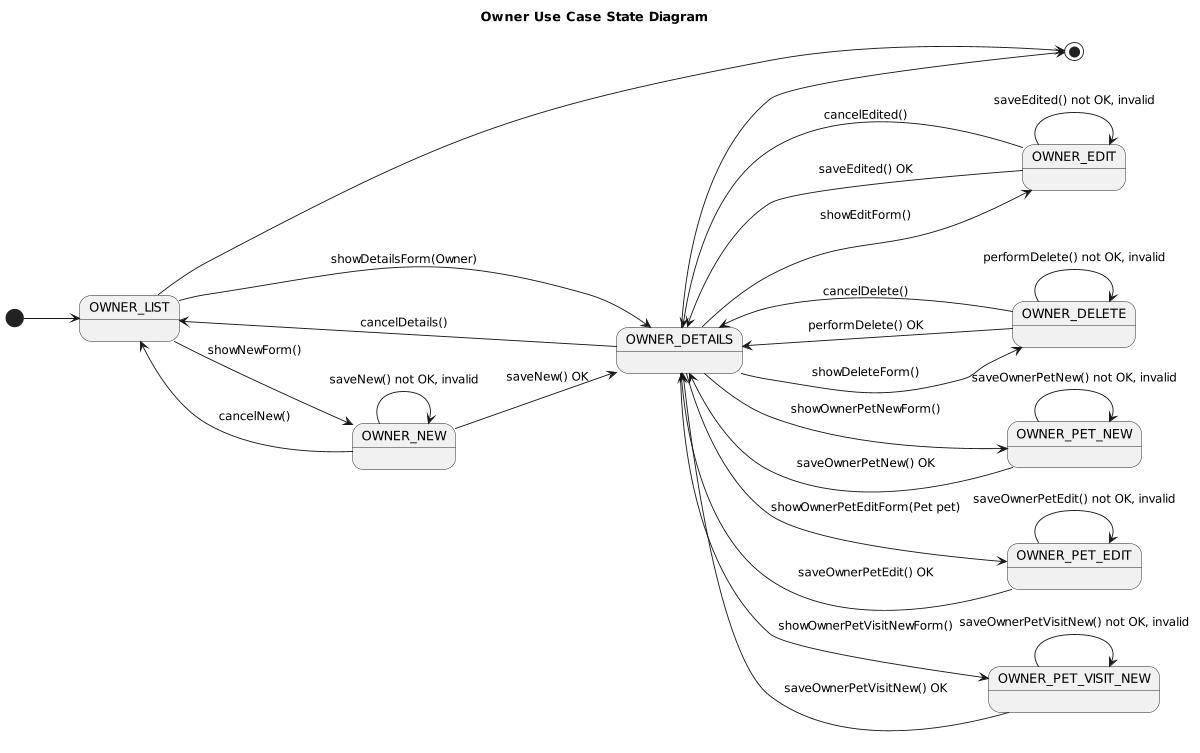 Owner Use Case State Diagram
saveEdited() not OK, invalid
cancelEdited()
OWNER_EDIT
saveEdited() OK
showEditForm()
showDetailsForm(Owner)
performDelete() not OK, invalid
cancelDelete()
OWNER_LIST
OWNER_DELETE
cancelDetails()
performDelete() OK
OWNER_DETAILS
showNewForm()
showDeleteForm()
saveNew() not OK, invalid
saveNew() OK
saveOwnerPetNew() not OK, invalid
cancelNew()
showOwnerPetNewForm()
OWNER_NEW
OWNER_PET_NEW
saveOwnerPetNew() OK
saveOwnerPetEdit() not OK, invalid
showOwnerPetEditForm(Pet pet)
OWNER_PET_EDIT
saveOwnerPetEdit() OK
saveOwnerPetVisitNew() not OK, invalid
showOwnerPetVisitNewForm()
OWNER_PET_VISIT_NEW
saveOwnerPetVisitNew() OK